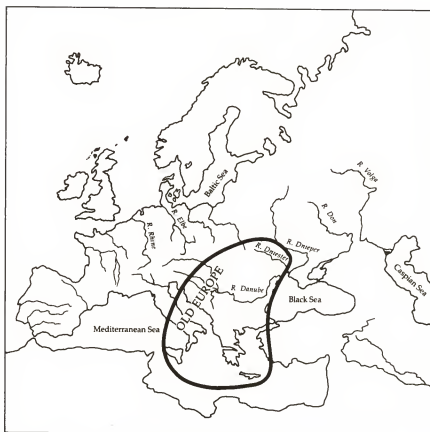 Baltic Sea
R. Volga
R. Don
R. Elbe
R. Rhine
R. Dnieper
R. Dniester
Caspian Sea
OLD EUROPE
R. Danube
Black Sea
Mediterranean Sea